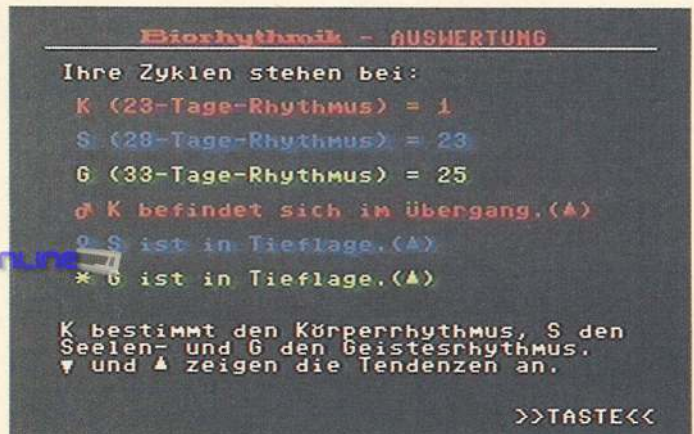 Biorhythmik - AUSWERTUNG
Ihre Zyklen stehen bei:
K (23-Tage-Rhythmus) = 1
S (28-Tage-Rhythmus) = 23
G (33-Tage-Rhythmus) = 25
♂ K befindet sich im Übergang.(▲)
♀ S ist in Tieflage.(▲)
* G ist in Tieflage.(▲)
K bestimmt den Körperrhythmus, S den
Seelen- und G den Geistesrhythmus.
▼ und ▲ zeigen die Tendenzen an.
>>TASTE<<